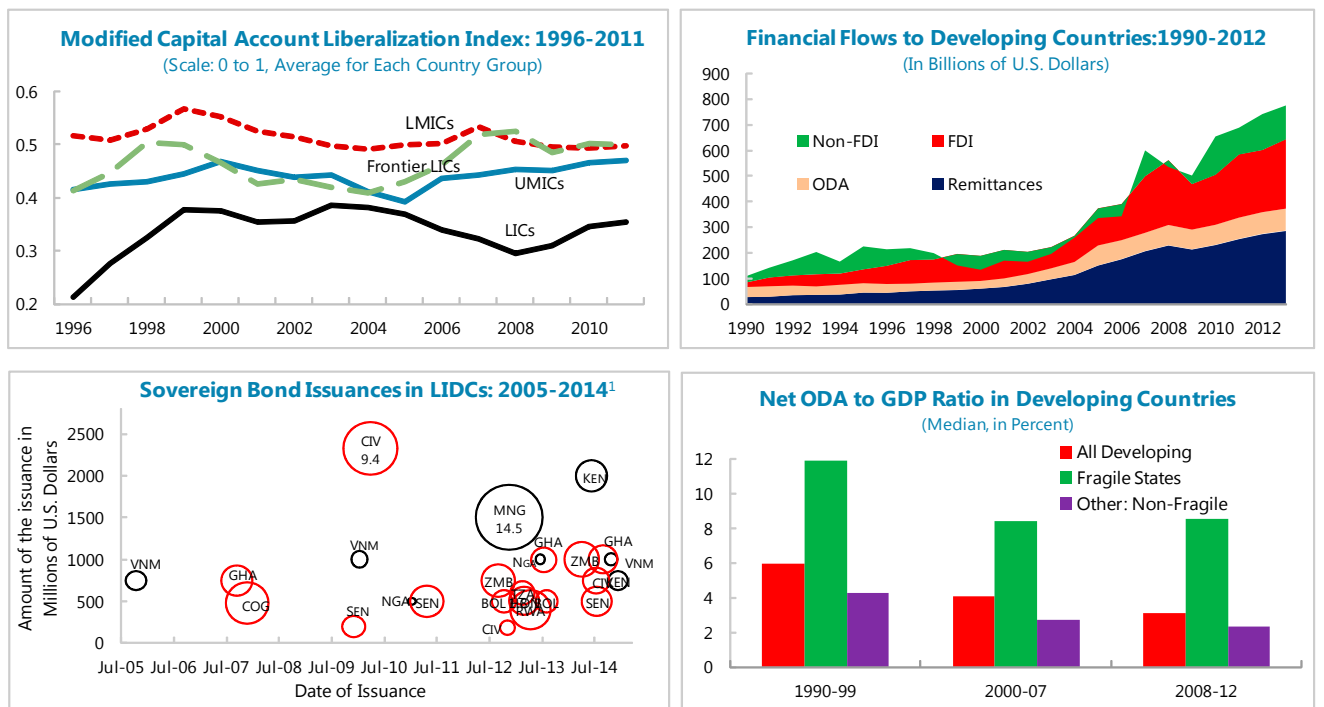 Modified Capital Account Liberalization Index: 1996-2011
(Scale: 0 to 1, Average for Each Country Group)
0.6
0.5
0.4
0.3
0.2
LMICs
Frontier LICs
UMICs
LICs
1996 1998 2000 2002 2004 2006 2008 2010
Financial Flows to Developing Countries:1990-2012
(In Billions of U.S. Dollars)
900
800
700
600
500
400
300
200
100
0
Non-FDI FDI
ODA Remittances
1990 1992 1994 1996 1998 2000 2002 2004 2006 2008 2010 2012
Sovereign Bond Issuances in LIDCs: 2005-2014¹
Amount of the issuance in
Millions of U.S. Dollars
2500
2000
1500
1000
500
0
CIV
9.4
KEN
MNG
14.5
VNM
VNM
GHA
NGA
ZMB
VNM
GHA
COG
ZMB
CIV
KEN
SEN
NGA
SEN
BOL
RWA
BOL
SEN
CIV
Jul-05 Jul-06 Jul-07 Jul-08 Jul-09 Jul-10 Jul-11 Jul-12 Jul-13 Jul-14
Date of Issuance
Net ODA to GDP Ratio in Developing Countries
(Median, in Percent)
12
10
8
6
4
2
0
All Developing
Fragile States
Other: Non-Fragile
1990-99 2000-07 2008-12